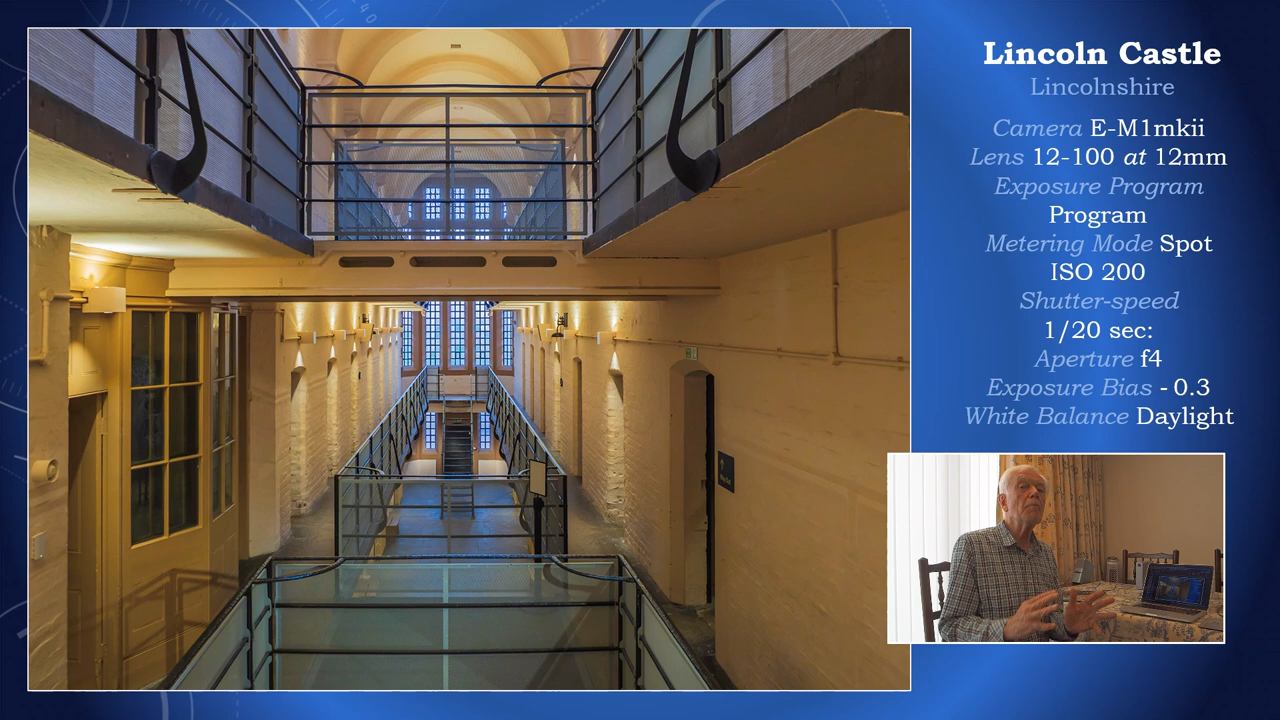 Lincoln Castle
Lincolnshire
Camera E-M1mkii
Lens 12-100 at 12mm
Exposure Program
Program
Metering Mode Spot
ISO 200
Shutter-speed
1/20 sec:
Aperture f4
Exposure Bias - 0.3
White Balance Daylight